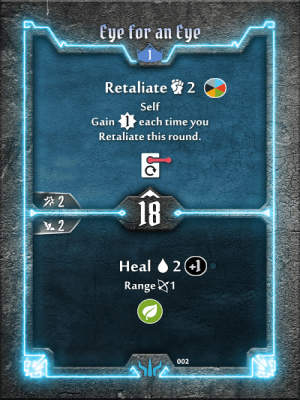 Eye for an Eye
1
Retaliate 2
Self
Gain 1 each time you
Retaliate this round.
2
18
2
Heal 2 +1
Range 1
002